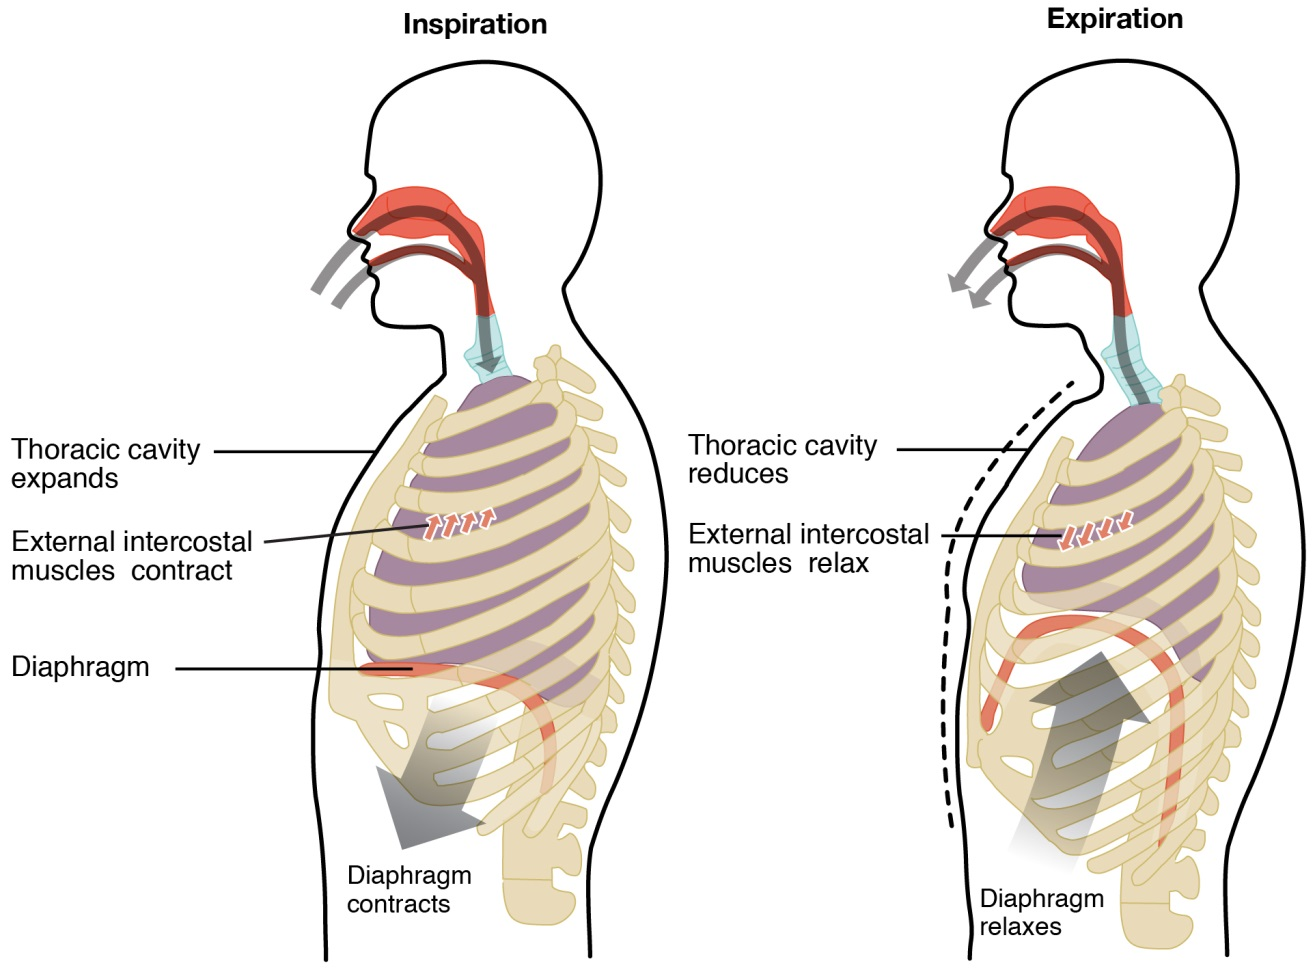 Inspiration
Thoracic cavity
expands
External intercostal
muscles contract
Diaphragm
Diaphragm
contracts
Expiration
Thoracic cavity
reduces
External intercostal
muscles relax
Diaphragm
relaxes